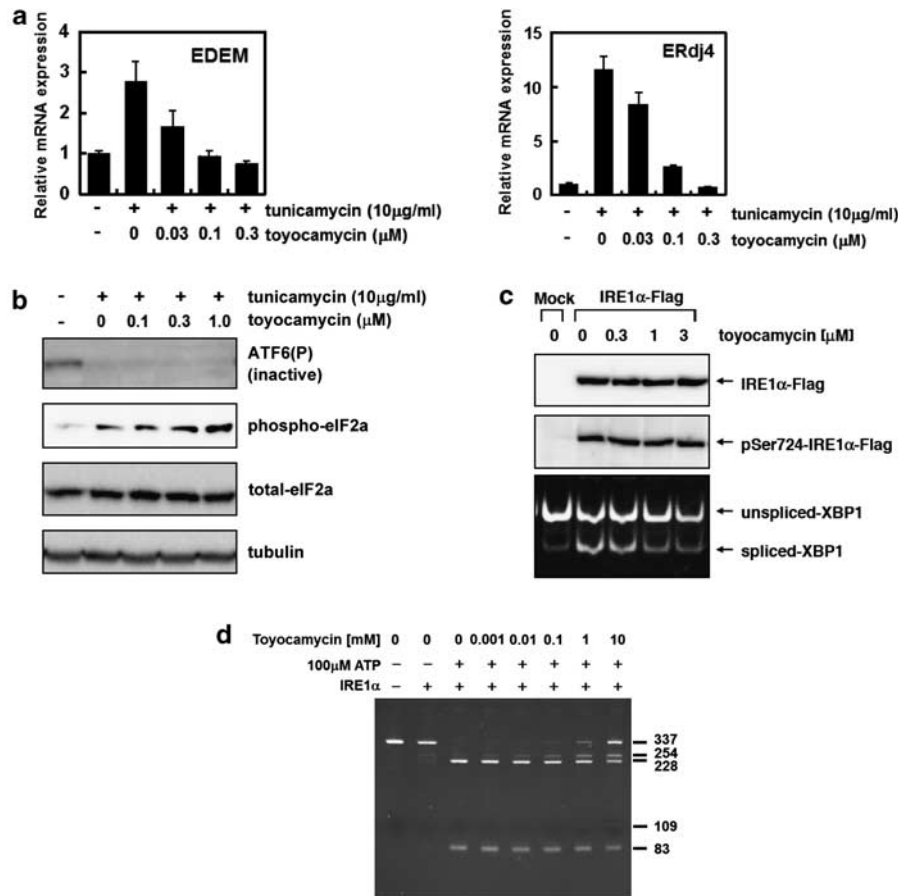 a
EDEM
Relative mRNA expression
4
3
2
1
0
- + + + + tunicamycin (10μg/ml)
- 0 0.03 0.1 0.3 toyocamycin (μM)
ERdj4
Relative mRNA expression
15
10
5
0
- + + + + tunicamycin (10μg/ml)
- 0 0.03 0.1 0.3 toyocamycin (μM)
b
- + + + + tunicamycin (10μg/ml)
- 0 0.1 0.3 1.0 toyocamycin (μM)
ATF6(P)
(inactive)
phospho-eIF2a
total-eIF2a
tubulin
c
Mock IRE1α-Flag
0 0 0.3 1 3 toyocamycin [μM]
IRE1α-Flag
pSer724-IRE1α-Flag
unspliced-XBP1
spliced-XBP1
d
Toyocamycin [mM] 0 0 0 0.001 0.01 0.1 1 10
100μM ATP – – + + + + + +
IRE1α – + + + + + + +
337
254
228
109
83